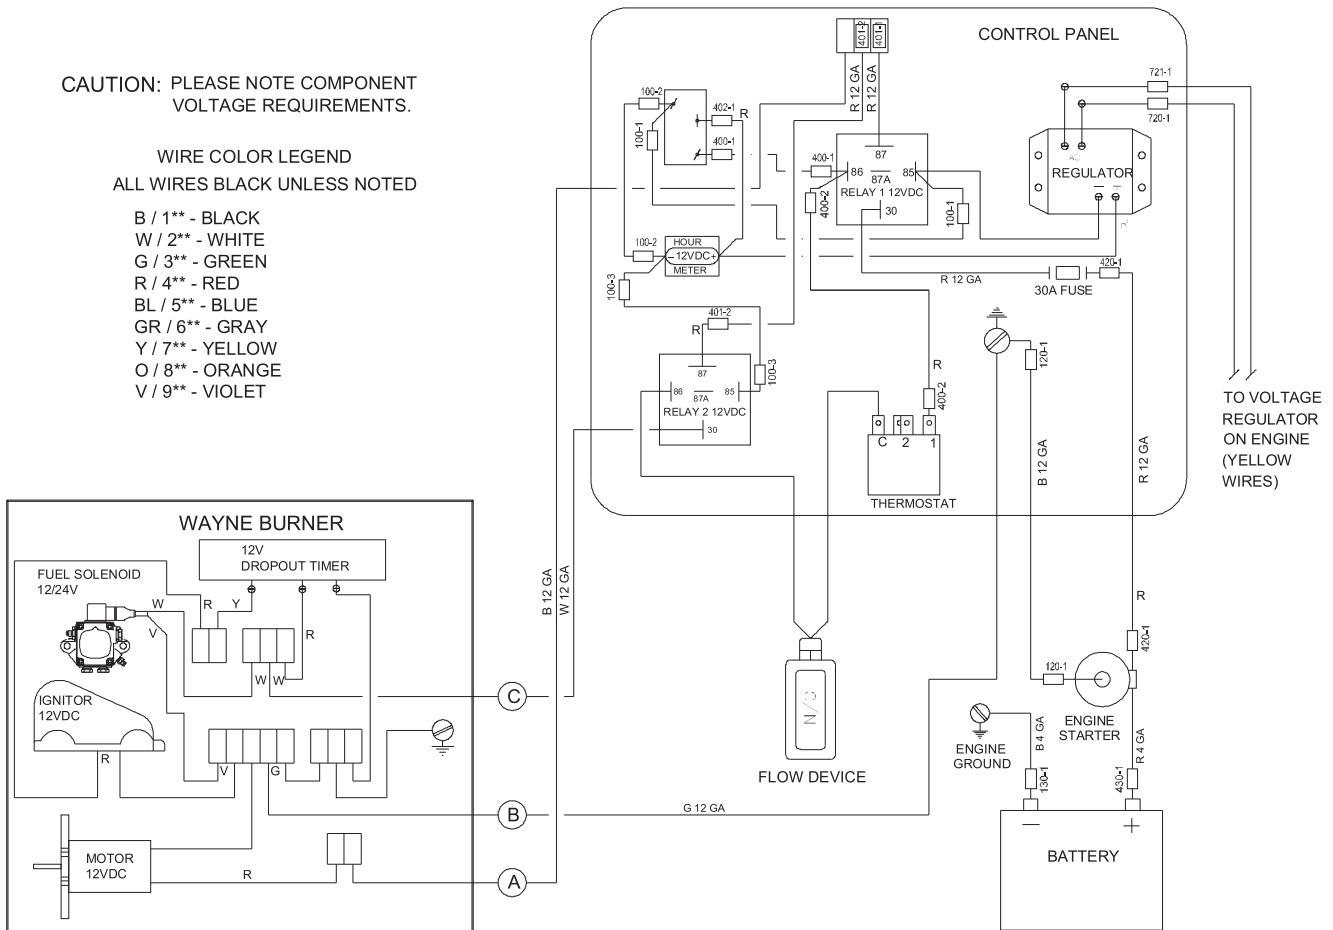 CAUTION: PLEASE NOTE COMPONENT
VOLTAGE REQUIREMENTS.
WIRE COLOR LEGEND
ALL WIRES BLACK UNLESS NOTED
B / 1** - BLACK
W / 2** - WHITE
G / 3** - GREEN
R / 4** - RED
BL / 5** - BLUE
GR / 6** - GRAY
Y / 7** - YELLOW
O / 8** - ORANGE
V / 9** - VIOLET
CONTROL PANEL
401-2
401-1
R 12 GA
R 12 GA
100-2
402-1
R
100-1
400-1
721-1
720-1
AC
REGULATOR
400-1
87
86
87A
85
RELAY 1 12VDC
30
400-2
100-1
100-2
HOUR
- 12VDC+
METER
100-3
R 12 GA
30A FUSE
420-1
401-2
R
87
86
87A
85
RELAY 2 12VDC
30
100-3
120-1
R
400-2
C
2
1
THERMOSTAT
B 12 GA
R 12 GA
TO VOLTAGE
REGULATOR
ON ENGINE
(YELLOW
WIRES)
WAYNE BURNER
12V
DROPOUT TIMER
FUEL SOLENOID
12/24V
W
V
R
Y
R
W
W
B 12 GA
W 12 GA
C
IGNITOR
12VDC
R
V
G
B
G 12 GA
MOTOR
12VDC
R
A
N/O
FLOW DEVICE
R
420-1
120-1
ENGINE
STARTER
ENGINE
GROUND
B 4 GA
R 4 GA
130-1
430-1
BATTERY